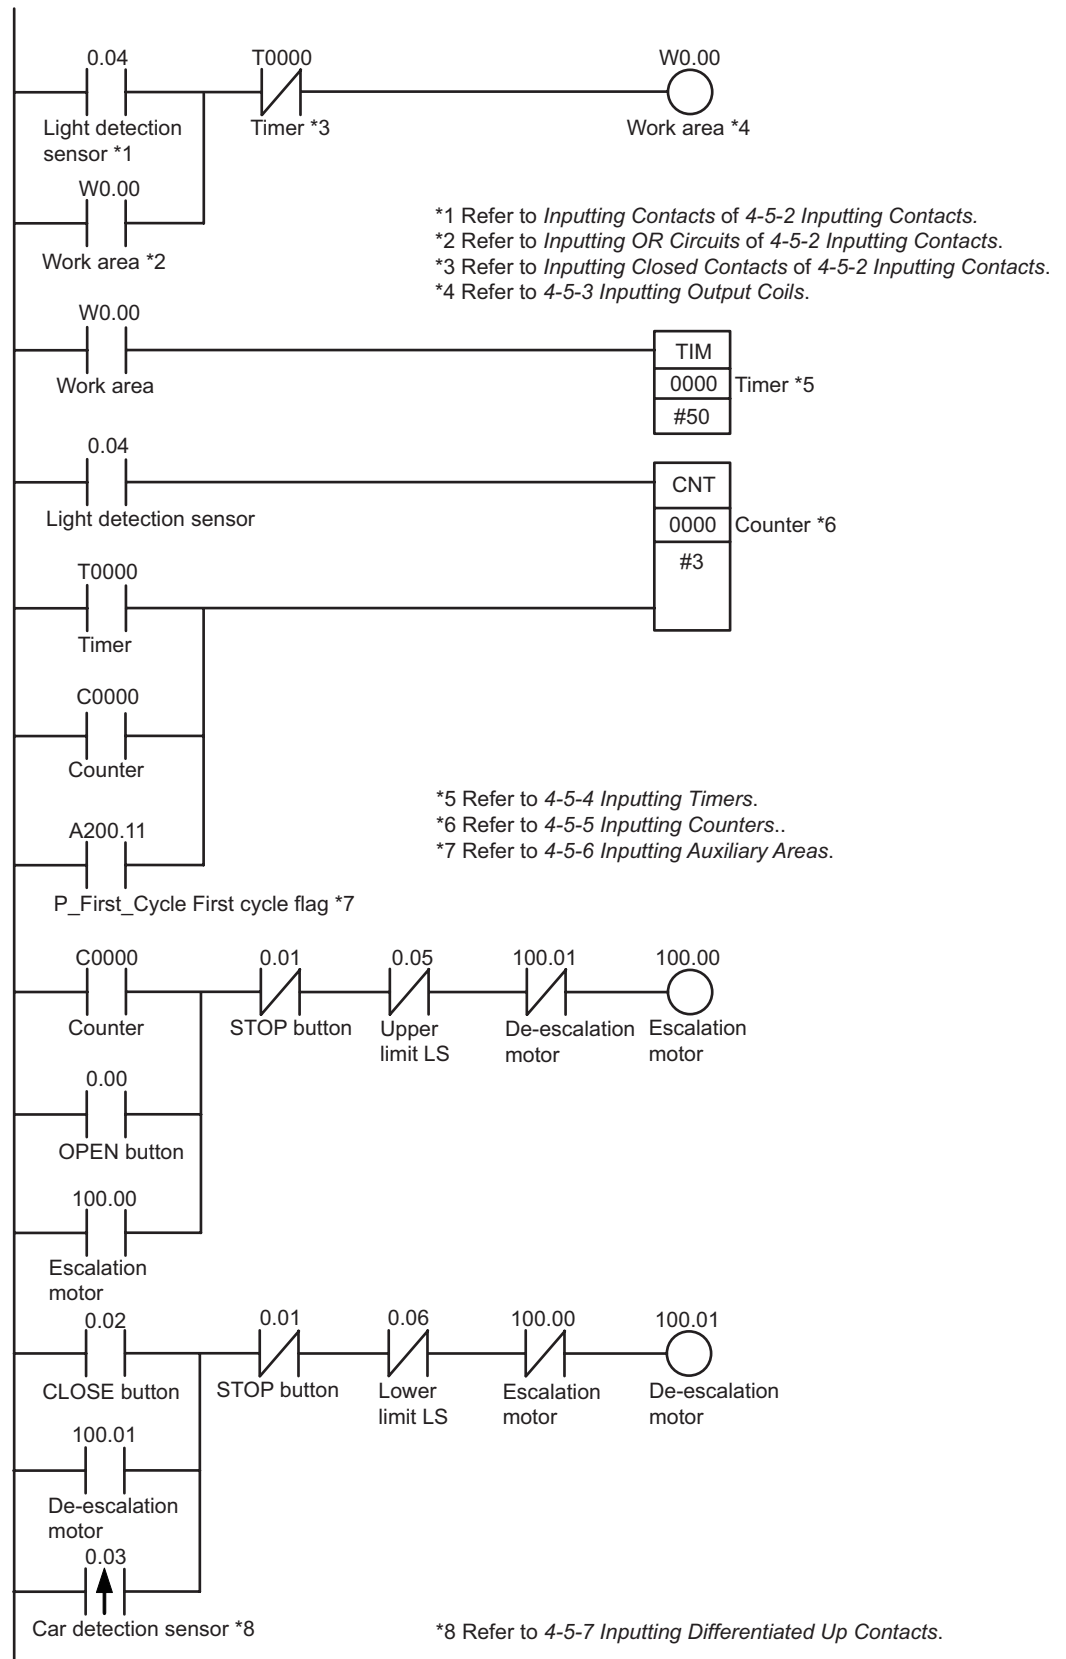 0.04 T0000 W0.00
Light detection Timer *3 Work area *4
sensor *1
W0.00
Work area *2
*1 Refer to Inputting Contacts of 4-5-2 Inputting Contacts.
*2 Refer to Inputting OR Circuits of 4-5-2 Inputting Contacts.
*3 Refer to Inputting Closed Contacts of 4-5-2 Inputting Contacts.
*4 Refer to 4-5-3 Inputting Output Coils.
W0.00
Work area
TIM
0000 Timer *5
#50
0.04
Light detection sensor
CNT
0000 Counter *6
#3
T0000
Timer
C0000
Counter
A200.11
P_First_Cycle First cycle flag *7
*5 Refer to 4-5-4 Inputting Timers.
*6 Refer to 4-5-5 Inputting Counters..
*7 Refer to 4-5-6 Inputting Auxiliary Areas.
C0000 0.01 0.05 100.01 100.00
Counter STOP button Upper De-escalation Escalation
limit LS motor motor
0.00
OPEN button
100.00
Escalation
motor
0.02 0.01 0.06 100.00 100.01
CLOSE button STOP button Lower Escalation De-escalation
limit LS motor motor
100.01
De-escalation
motor
0.03
Car detection sensor *8
*8 Refer to 4-5-7 Inputting Differentiated Up Contacts.